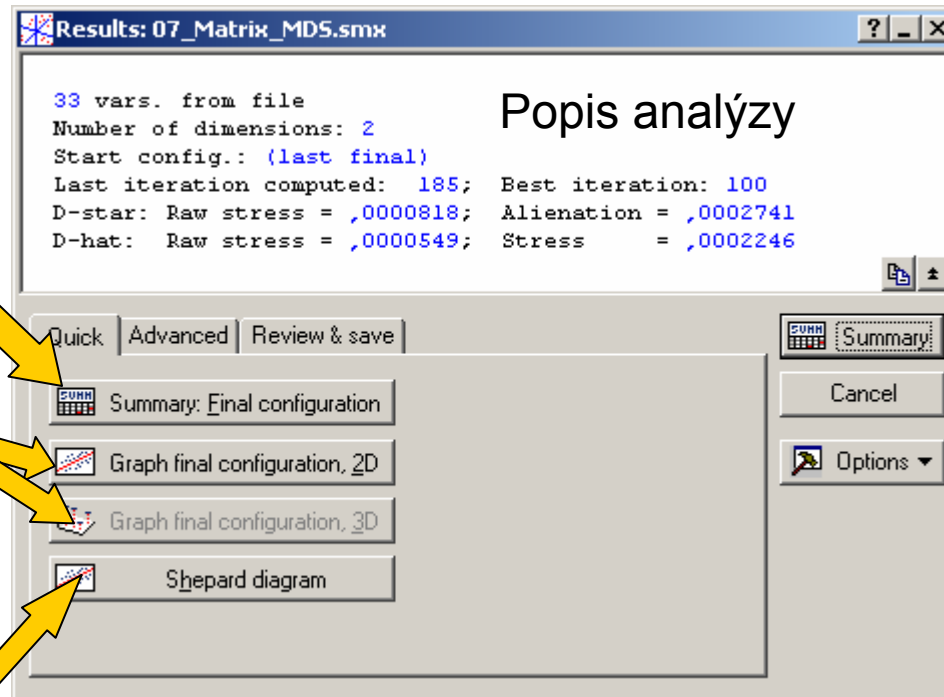 Results: 07_Matrix_MDS.smx
? _ X
33 vars. from file
Popis analýzy
Number of dimensions: 2
Start config.: (last final)
Last iteration computed: 185; Best iteration: 100
D-star: Raw stress = ,0000818; Alienation = ,0002741
D-hat: Raw stress = ,0000549; Stress = ,0002246
Quick Advanced Review & save
SUMM Summary
SUMM Summary: Final configuration
Cancel
Graph final configuration, 2D
Options
Graph final configuration, 3D
Shepard diagram